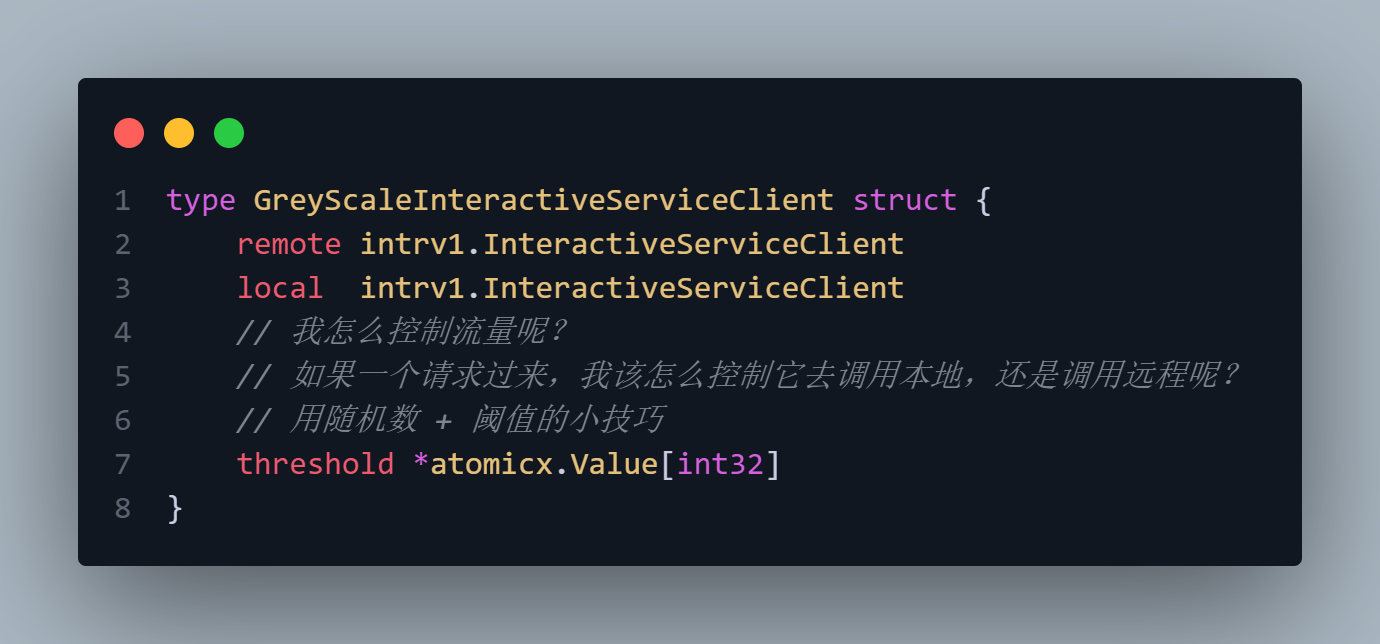 1 type GreyScaleInteractiveServiceClient struct {
2     remote intrv1.InteractiveServiceClient
3     local  intrv1.InteractiveServiceClient
4     // 我怎么控制流量呢？
5     // 如果一个请求过来，我该怎么控制它去调用本地，还是调用远程呢？
6     // 用随机数 + 阈值的小技巧
7     threshold *atomicx.Value[int32]
8 }